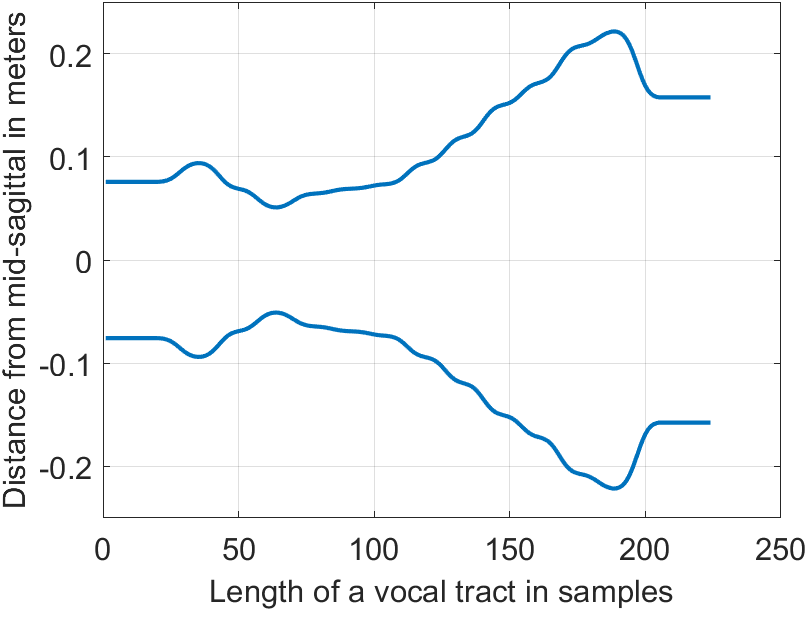 Distance from mid-sagittal in meters
0.2
0.1
0
-0.1
-0.2
0 50 100 150 200 250
Length of a vocal tract in samples